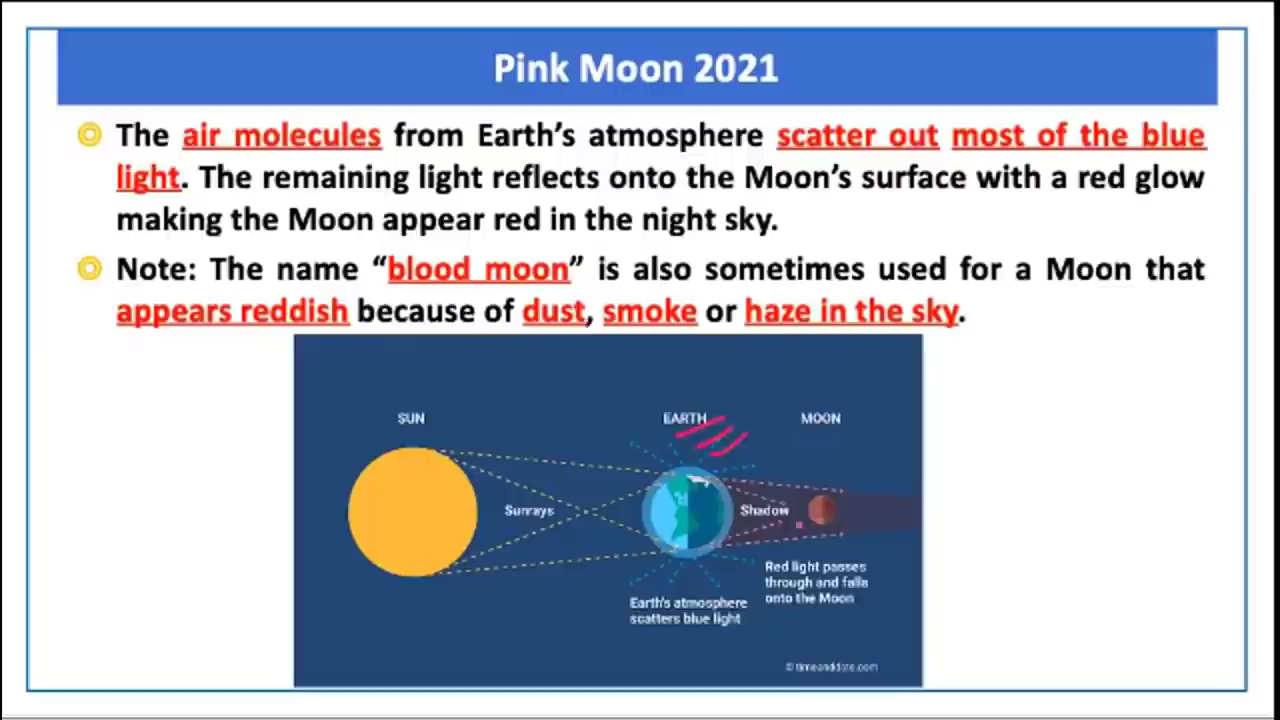 Pink Moon 2021
The air molecules from Earth's atmosphere scatter out most of the blue
light. The remaining light reflects onto the Moon's surface with a red glow
making the Moon appear red in the night sky.
Note: The name “blood moon” is also sometimes used for a Moon that
appears reddish because of dust, smoke or haze in the sky.
SUN
EARTH
MOON
Sunrays
Shadow
Red light passes
through and falls
onto the Moon
Earth's atmosphere
scatters blue light
© timeanddate.com